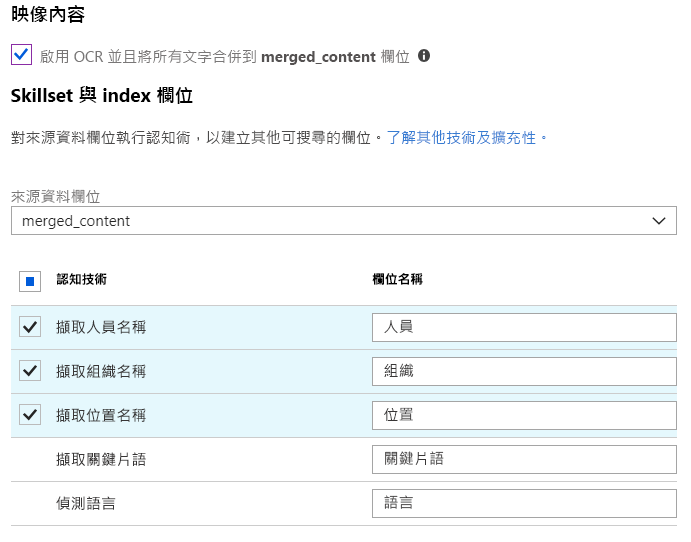 映像內容
啟用 OCR 並且將所有文字合併到 merged_content 欄位
Skillset 與 index 欄位
對來源資料欄位執行認知術，以建立其他可搜尋的欄位。了解其他技術及擴充性。
來源資料欄位
merged_content
認知技術 欄位名稱
擷取人員名稱 人員
擷取組織名稱 組織
擷取位置名稱 位置
擷取關鍵片語 關鍵片語
偵測語言 語言